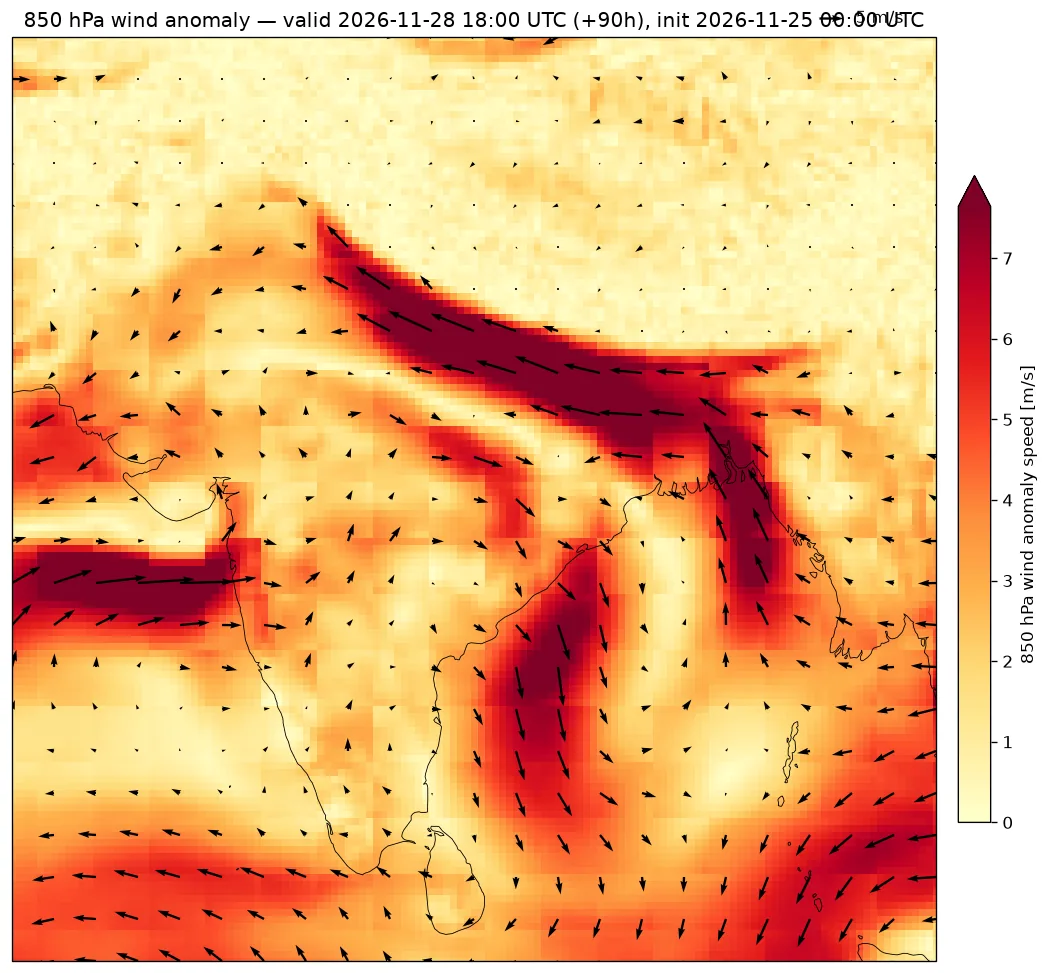 850 hPa wind anomaly — valid 2026-11-28 18:00 UTC (+90h), init 2026-11-25 00:00 UTC
5 m/s
7
6
5
4
3
2
1
0
850 hPa wind anomaly speed [m/s]